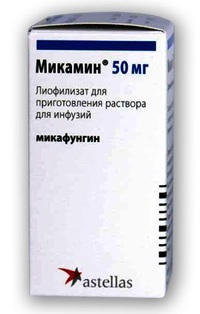 Микамин® 50 мг
Лиофилизат для
приготовления раствора
для инфузий
микафунгин
astellas